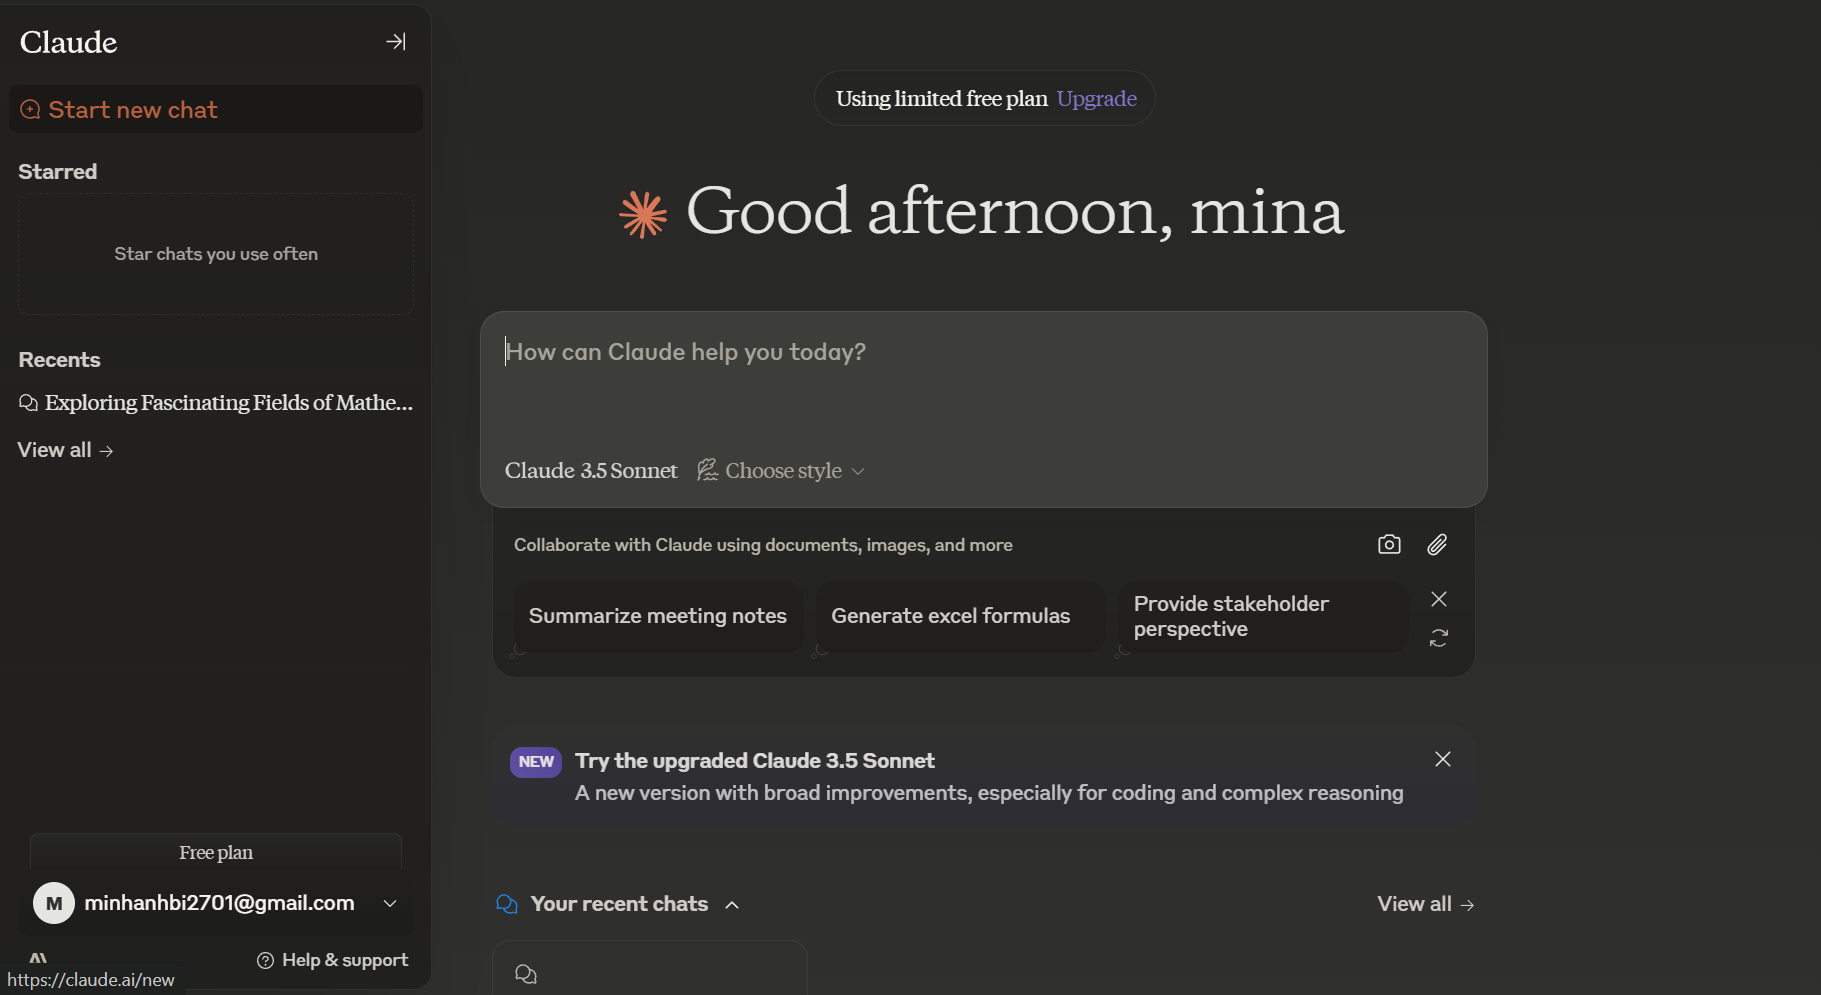 Claude
Start new chat
Starred
Star chats you use often
Recents
Exploring Fascinating Fields of Mathe...
View all →
Free plan
M minhanhbi2701@gmail.com
Help & support
https://claude.ai/new
Using limited free plan Upgrade
Good afternoon, mina
How can Claude help you today?
Claude 3.5 Sonnet Choose style
Collaborate with Claude using documents, images, and more
Summarize meeting notes
Generate excel formulas
Provide stakeholder
perspective
NEW Try the upgraded Claude 3.5 Sonnet
A new version with broad improvements, especially for coding and complex reasoning
Your recent chats
View all →